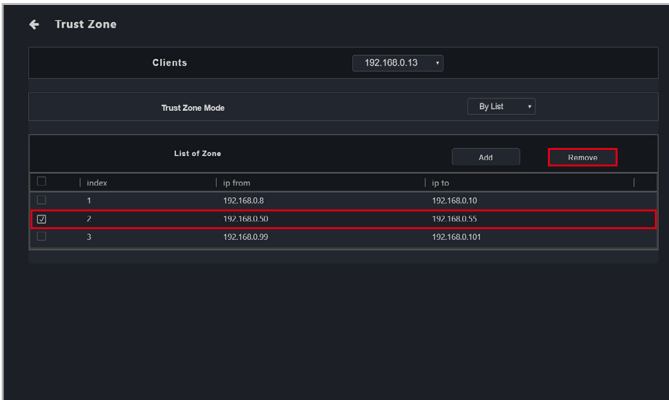 Trust Zone
Clients 192.168.0.13
Trust Zone Mode By List
List of Zone Add Remove
index ip from ip to
1 192.168.0.8 192.168.0.10
2 192.168.0.50 192.168.0.55
3 192.168.0.99 192.168.0.101